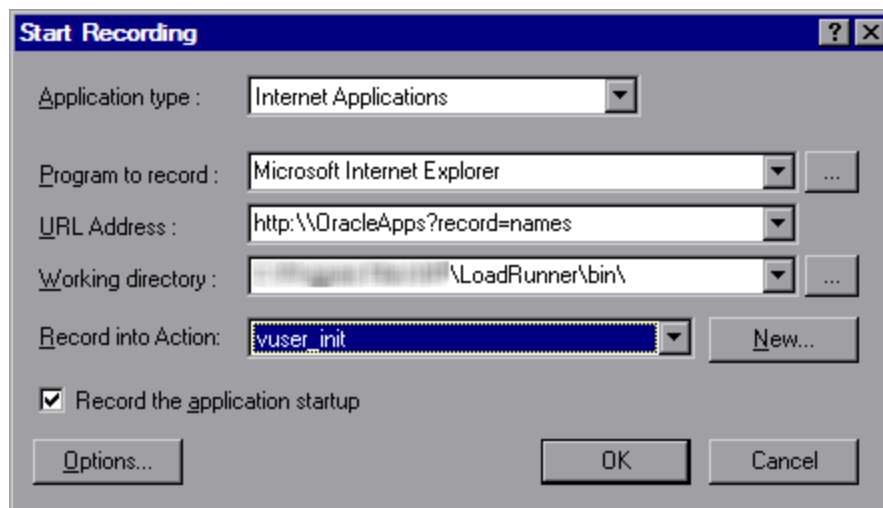 Start Recording
Application type : Internet Applications
Program to record : Microsoft Internet Explorer ...
URL Address : http:\\OracleApps?record=names
Working directory : \LoadRunner\bin\ ...
Record into Action: vuser_init New...
Record the application startup
Options... OK Cancel